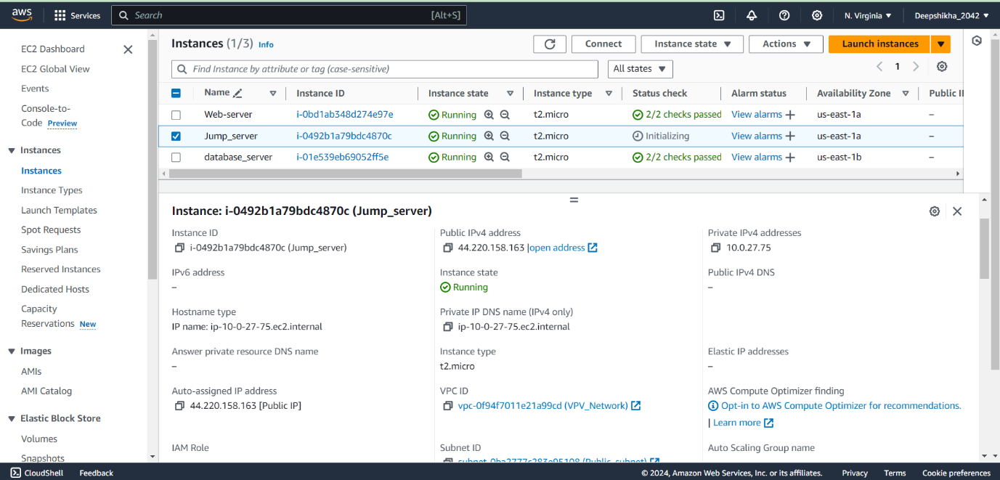 aws Services Search [Alt+S] N. Virginia Deepshikha_2042
EC2 Dashboard
EC2 Global View
Events
Console-to-
Code Preview
Instances
Instances
Instance Types
Launch Templates
Spot Requests
Savings Plans
Reserved Instances
Dedicated Hosts
Capacity
Reservations New
Images
AMIs
AMI Catalog
Elastic Block Store
Volumes
Snapshots
Instances (1/3) Info Connect Instance state Actions Launch instances
Find Instance by attribute or tag (case-sensitive) All states 1
Name Instance ID Instance state Instance type Status check Alarm status Availability Zone Public
Web-server i-0bd1ab348d274e97e Running t2.micro 2/2 checks passed View alarms + us-east-1a –
Jump_server i-0492b1a79bdc4870c Running t2.micro Initializing View alarms + us-east-1a –
database_server i-01e539eb69052ff5e Running t2.micro 2/2 checks passed View alarms + us-east-1b –
Instance: i-0492b1a79bdc4870c (Jump_server)
Instance ID
i-0492b1a79bdc4870c (Jump_server)
Public IPv4 address
44.220.158.163 |open address
Private IPv4 addresses
10.0.27.75
IPv6 address
–
Instance state
Running
Public IPv4 DNS
–
Hostname type
IP name: ip-10-0-27-75.ec2.internal
Private IP DNS name (IPv4 only)
ip-10-0-27-75.ec2.internal
Answer private resource DNS name
–
Instance type
t2.micro
Elastic IP addresses
–
Auto-assigned IP address
44.220.158.163 [Public IP]
VPC ID
vpc-0f94f7011e21a99cd (VPV_Network)
AWS Compute Optimizer finding
Opt-in to AWS Compute Optimizer for recommendations.
| Learn more
IAM Role
Subnet ID
subnet-0ba2777c283e95108 (Public_subnet)
Auto Scaling Group name
CloudShell Feedback © 2024, Amazon Web Services, Inc. or its affiliates. Privacy Terms Cookie preferences